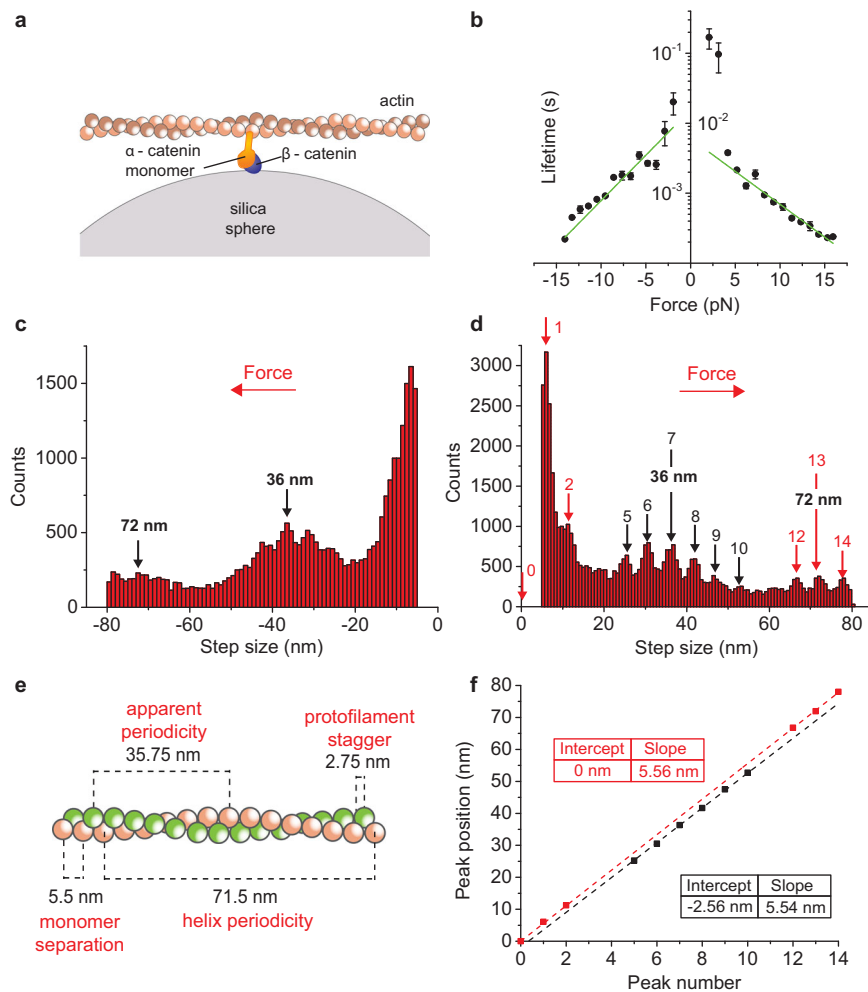 a
actin
α - catenin
monomer
β - catenin
silica
sphere
b
Lifetime (s)
10⁻¹
10⁻²
10⁻³
-15 -10 -5 0 5 10 15
Force (pN)
c
Force
1500
1000
500
0
72 nm
36 nm
Counts
-80 -60 -40 -20 0
Step size (nm)
d
1
Force
3000
2500
2000
1500
1000
500
0
Counts
0
2
5
6
7
36 nm
8
9
10
12
13
72 nm
14
0 20 40 60 80
Step size (nm)
e
apparent
periodicity
35.75 nm
protofilament
stagger
2.75 nm
5.5 nm
monomer
separation
71.5 nm
helix periodicity
f
80
70
60
50
40
30
20
10
0
Peak position (nm)
Intercept Slope
0 nm 5.56 nm
Intercept Slope
-2.56 nm 5.54 nm
0 2 4 6 8 10 12 14
Peak number